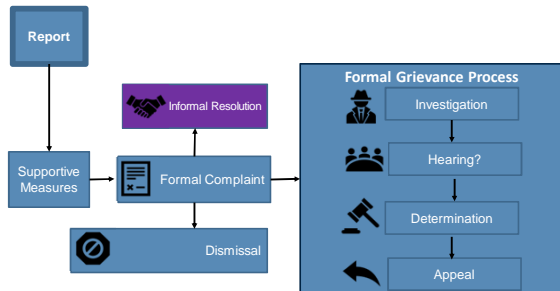 Report
Formal Grievance Process
Investigation
Informal Resolution
Hearing?
Supportive
Measures
Formal Complaint
Determination
Dismissal
Appeal